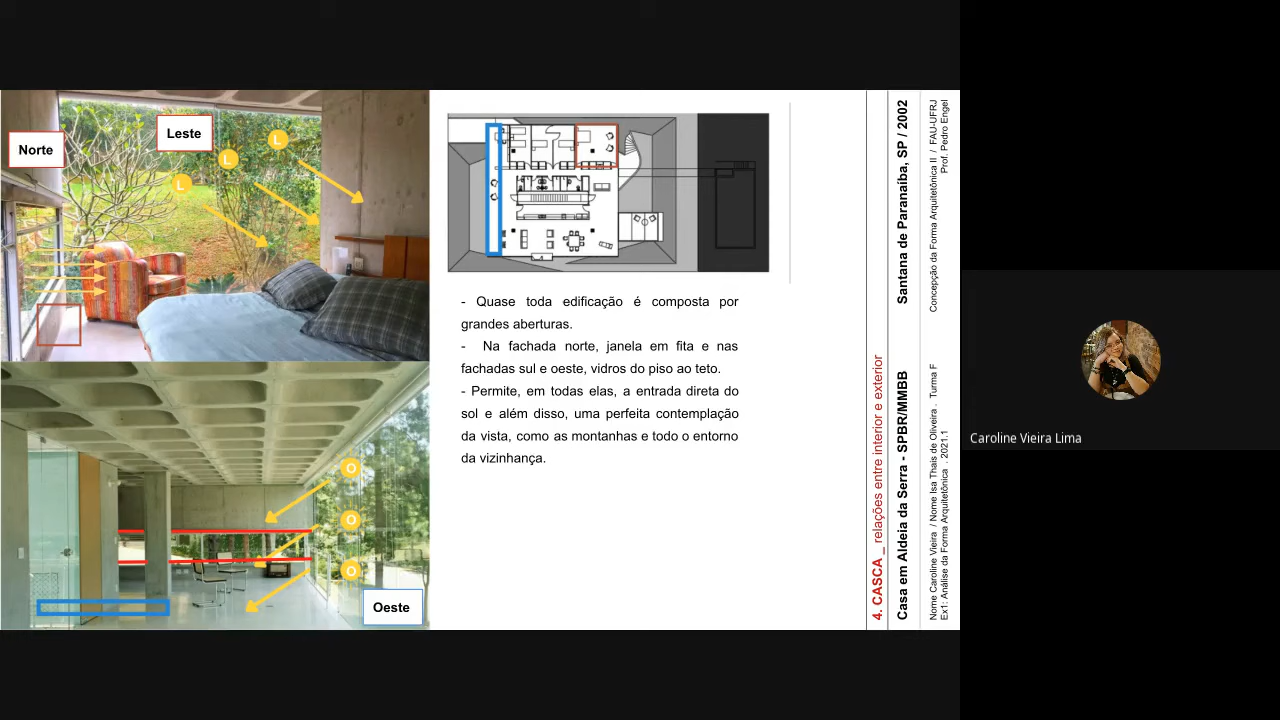 Norte
Leste
L
L
L
O
O
O
Oeste
- Quase toda edificação é composta por
grandes aberturas.
- Na fachada norte, janela em fita e nas
fachadas sul e oeste, vidros do piso ao teto.
- Permite, em todas elas, a entrada direta do
sol e além disso, uma perfeita contemplação
da vista, como as montanhas e todo o entorno
da vizinhança.
4. CASCA _ relações entre interior e exterior
Casa em Aldeia da Serra - SPBR/MMBB
Santana de Paranaíba, SP / 2002
Nome Caroline Vieira / Nome Isa Thais de Oliveira . Turma F
Ex1: Análise da Forma Arquitetônica . 2021.1
Concepção da Forma Arquitetônica II / FAU-UFRJ
Prof. Pedro Engel
Caroline Vieira Lima